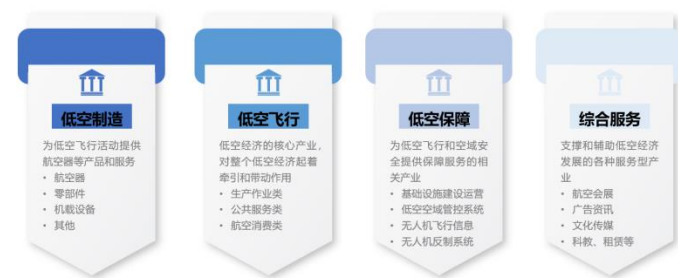 低空制造
为低空飞行活动提供
航空器等产品和服务
• 航空器
• 零部件
• 机载设备
• 其他
低空飞行
低空经济的核心产业，
对整个低空经济起着
牵引和带动作用
• 生产作业类
• 公共服务类
• 航空消费类
低空保障
为低空飞行和空域安
全提供保障服务的相
关产业
• 基础设施建设运营
• 低空空域管控系统
• 无人机飞行信息
• 无人机反制系统
综合服务
支撑和辅助低空经济
发展的各种服务型产
业
• 航空会展
• 广告资讯
• 文化传媒
• 科教、租赁等